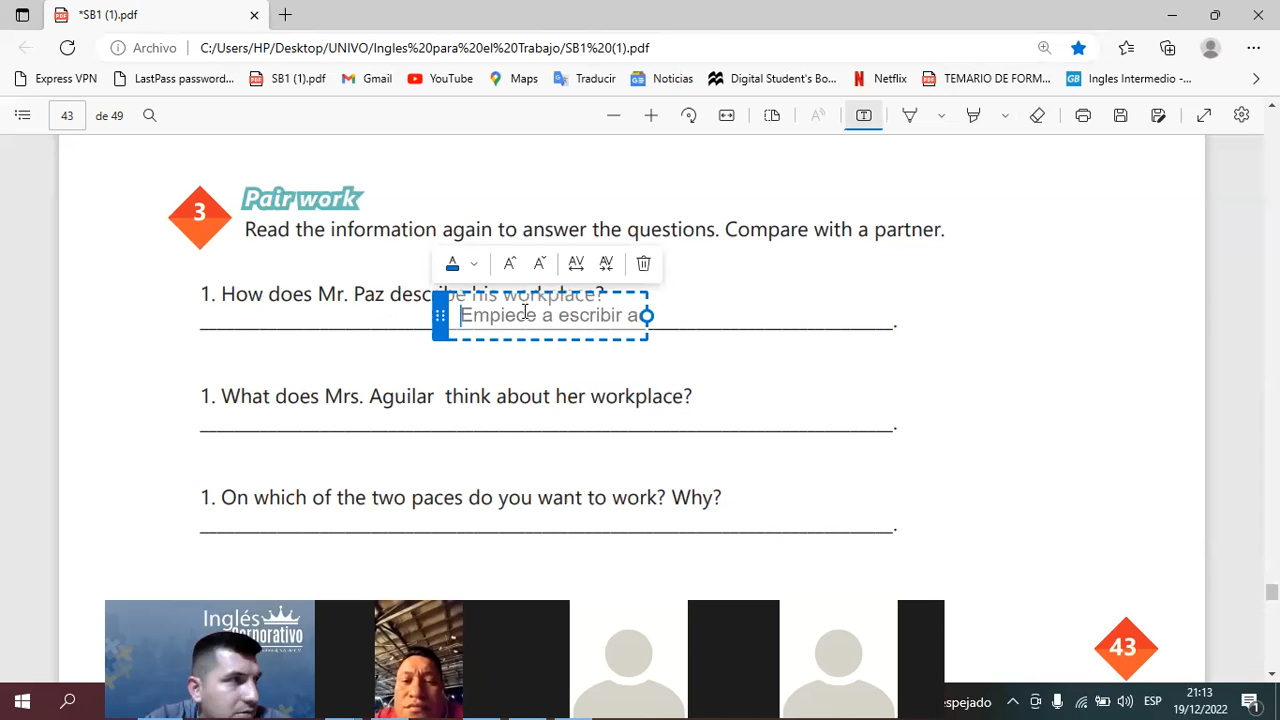 *SB1 (1).pdf
Archivo
C:/Users/HP/Desktop/UNIVO/Ingles%20para%20el%20Trabajo/SB1%20(1).pdf
Express VPN
LastPass password...
SB1 (1).pdf
Gmail
YouTube
Maps
Traducir
Noticias
Digital Student's Bo...
Netflix
TEMARIO DE FORM...
Ingles Intermedio -...
43
de 49
3
Pair work
Read the information again to answer the questions. Compare with a partner.
1. How does Mr. Paz describe his workplace?
Empiece a escribir a
1. What does Mrs. Aguilar think about her workplace?
1. On which of the two paces do you want to work? Why?
Inglés
Corporativo
43
espejado
ESP
21:13
19/12/2022